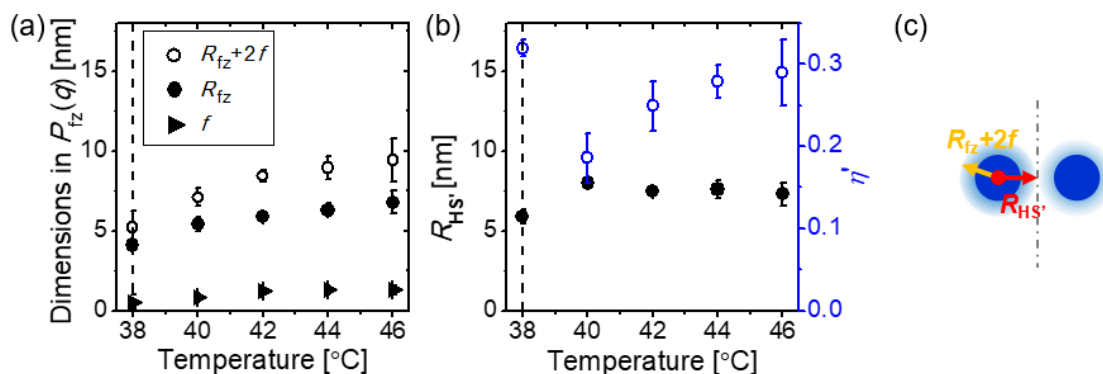 (a)
Dimensions in P_fz(q) [nm]
15
10
5
0
R_fz+2f
R_fz
f
38 40 42 44 46
Temperature [°C]
(b)
R_HS' [nm]
15
10
5
0
0.3
0.2
0.1
0.0
η'
38 40 42 44 46
Temperature [°C]
(c)
R_fz+2f
R_HS'